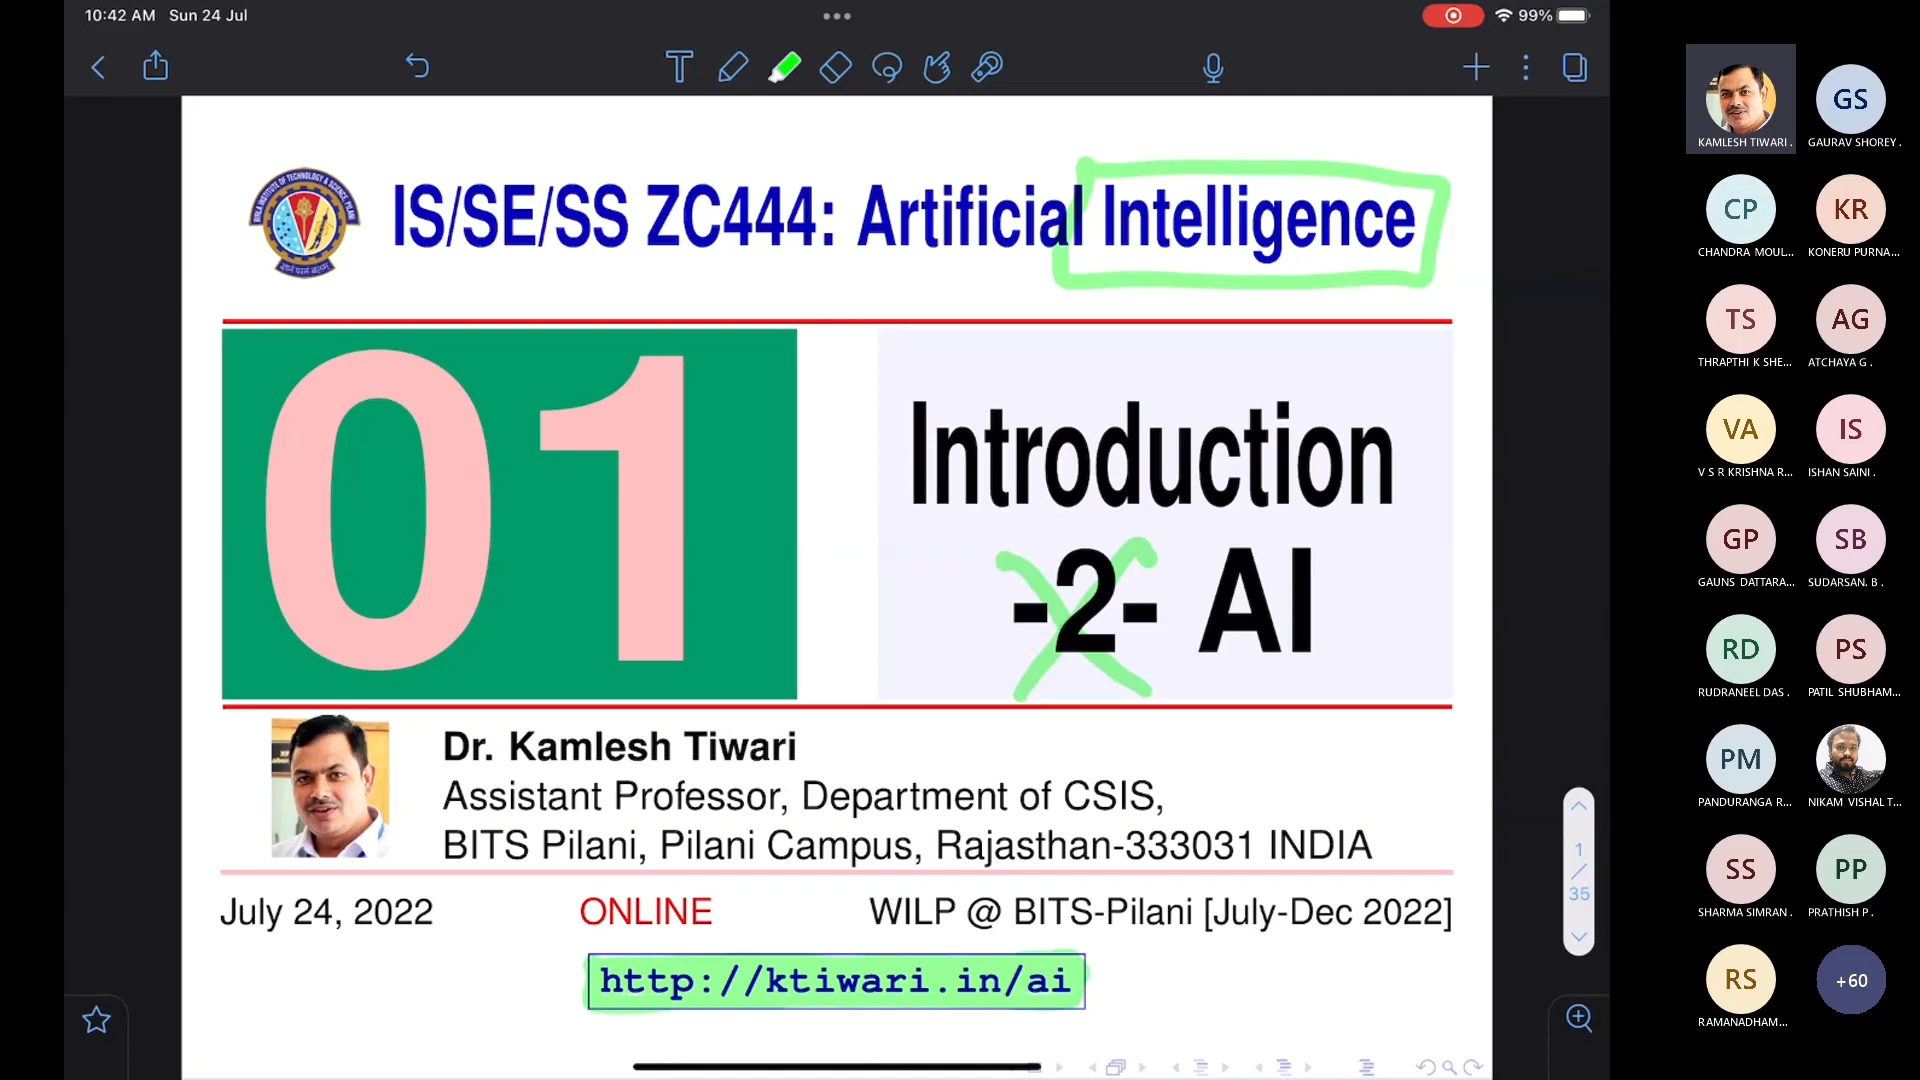 10:42 AM Sun 24 Jul
99%
IS/SE/SS ZC444: Artificial Intelligence
01
Introduction
-2- AI
Dr. Kamlesh Tiwari
Assistant Professor, Department of CSIS,
BITS Pilani, Pilani Campus, Rajasthan-333031 INDIA
July 24, 2022 ONLINE WILP @ BITS-Pilani [July-Dec 2022]
http://ktiwari.in/ai
1
/
35
KAMLESH TIWARI .
GS
GAURAV SHOREY .
CP
CHANDRA MOUL...
KR
KONERU PURNA...
TS
THRAPTHI K SHE...
AG
ATCHAYA G .
VA
V S R KRISHNA R...
IS
ISHAN SAINI .
GP
GAUNS DATTARA...
SB
SUDARSAN. B .
RD
RUDRANEEL DAS .
PS
PATIL SHUBHAM...
PM
PANDURANGA R...
NIKAM VISHAL T...
SS
SHARMA SIMRAN .
PP
PRATHISH P .
RS
RAMANADHAM...
+60